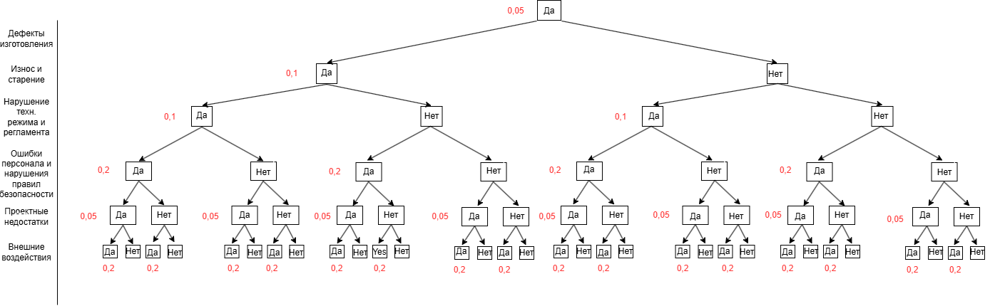 0,05 Да
Дефекты
изготовления
Износ и
старение
0,1 Да Нет
Нарушение
техн.
режима и
регламента
0,1 Да Нет 0,1 Да Нет
Ошибки
персонала и
нарушения
правил
безопасности
0,2 Да Нет 0,2 Да Нет 0,2 Да Нет 0,2 Да Нет
Проектные
недостатки
0,05 Да Нет 0,05 Да Нет 0,05 Да Нет 0,05 Да Нет 0,05 Да Нет 0,05 Да Нет 0,05 Да Нет 0,05 Да Нет
Внешние
воздействия
Да Нет Да Нет Да Нет Да Нет Да Нет Yes Нет Да Нет Да Нет Да Нет Да Нет Да Нет Да Нет Да Нет Да Нет Да Нет Да Нет
0,2 0,2 0,2 0,2 0,2 0,2 0,2 0,2 0,2 0,2 0,2 0,2 0,2 0,2 0,2 0,2